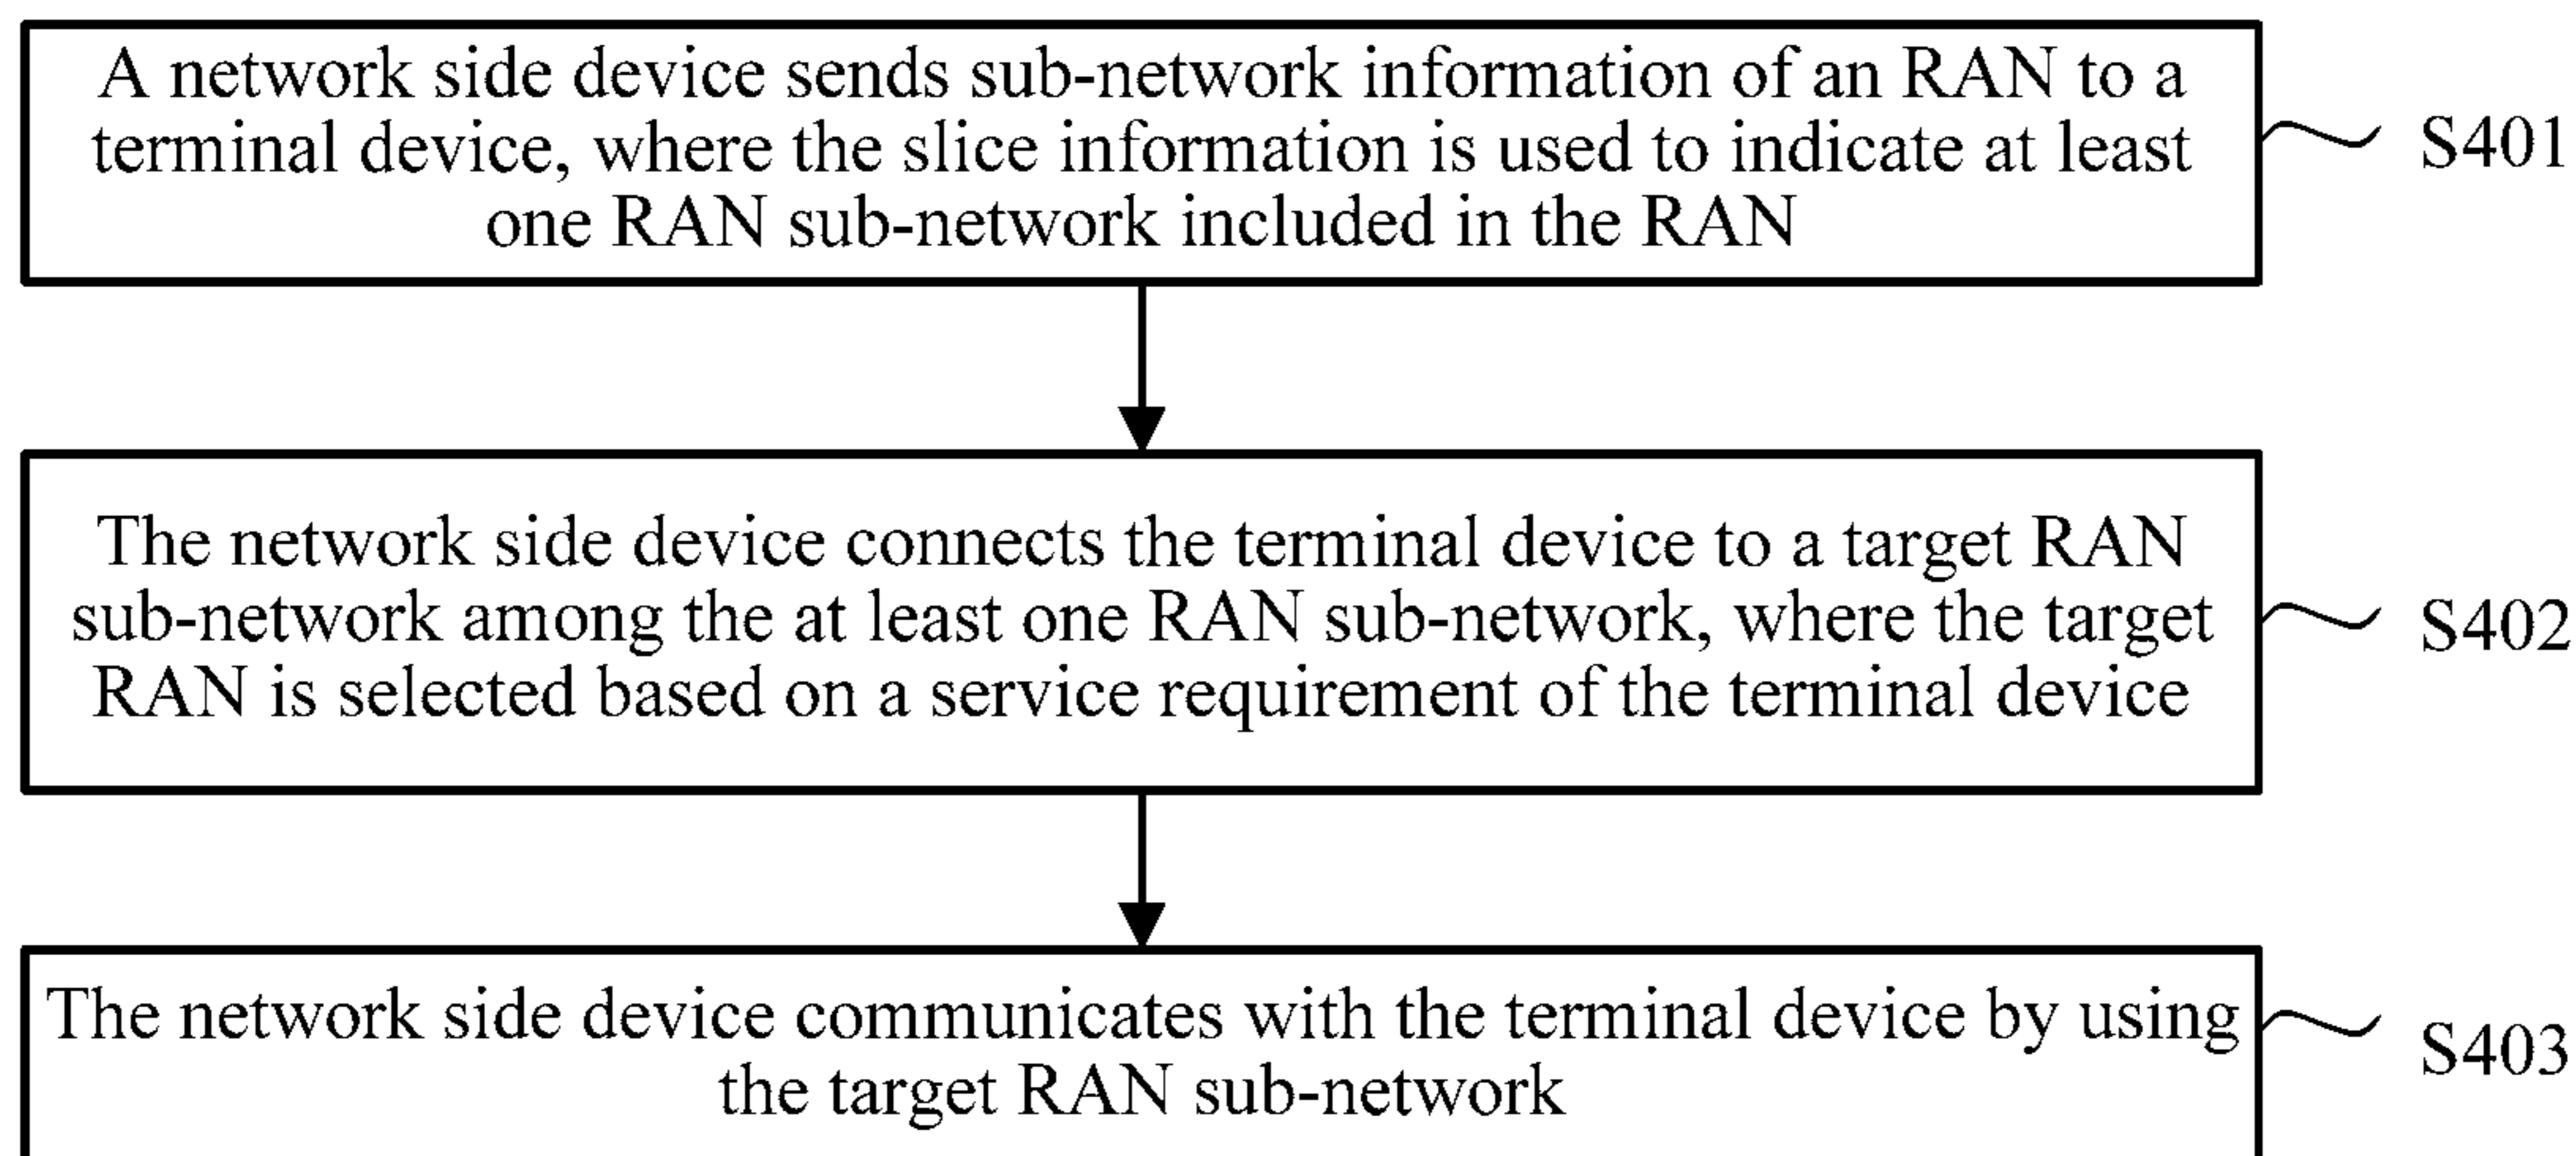 A network side device sends sub-network information of an RAN to a
terminal device, where the slice information is used to indicate at least
one RAN sub-network included in the RAN
S401
The network side device connects the terminal device to a target RAN
sub-network among the at least one RAN sub-network, where the target
RAN is selected based on a service requirement of the terminal device
S402
The network side device communicates with the terminal device by using
the target RAN sub-network
S403